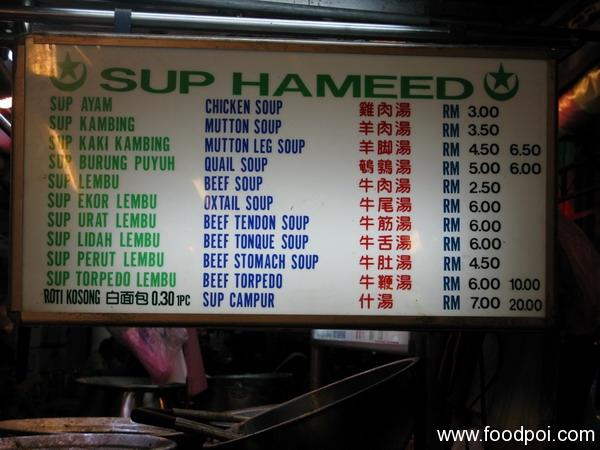 SUP HAMEED
SUP AYAM CHICKEN SOUP 雞肉湯 RM 3.00
SUP KAMBING MUTTON SOUP 羊肉湯 RM 3.50
SUP KAKI KAMBING MUTTON LEG SOUP 羊脚湯 RM 4.50 6.50
SUP BURUNG PUYUH QUAIL SOUP 鵪鶉湯 RM 5.00 6.00
SUP LEMBU BEEF SOUP 牛肉湯 RM 2.50
SUP EKOR LEMBU OXTAIL SOUP 牛尾湯 RM 6.00
SUP URAT LEMBU BEEF TENDON SOUP 牛筋湯 RM 6.00
SUP LIDAH LEMBU BEEF TONQUE SOUP 牛舌湯 RM 6.00
SUP PERUT LEMBU BEEF STOMACH SOUP 牛肚湯 RM 4.50
SUP TORPEDO LEMBU BEEF TORPEDO 牛鞭湯 RM 6.00 10.00
ROTI KOSONG 白面包 0.30 1PC SUP CAMPUR 什湯 RM 7.00 20.00
www.foodpoi.com